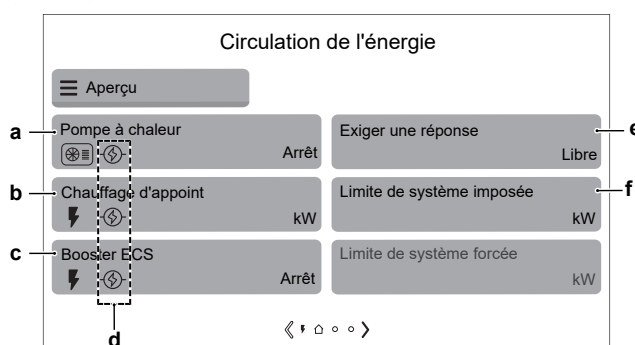 Circulation de l'énergie
Aperçu
a
Pompe à chaleur
Arrêt
Exiger une réponse
Libre
e
b
Chauffage d'appoint
kW
Limite de système imposée
kW
f
c
Booster ECS
Arrêt
Limite de système forcée
kW
d